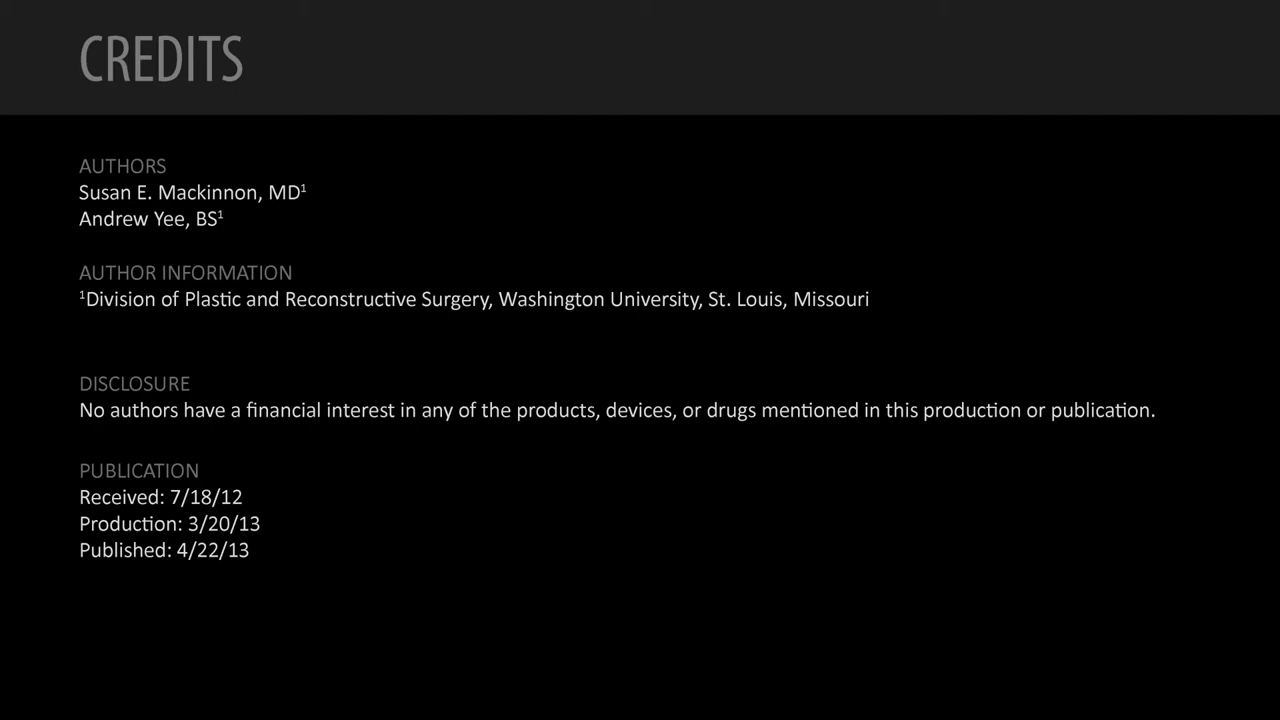 CREDITS
AUTHORS
Susan E. Mackinnon, MD¹
Andrew Yee, BS¹
AUTHOR INFORMATION
¹Division of Plastic and Reconstructive Surgery, Washington University, St. Louis, Missouri
DISCLOSURE
No authors have a financial interest in any of the products, devices, or drugs mentioned in this production or publication.
PUBLICATION
Received: 7/18/12
Production: 3/20/13
Published: 4/22/13